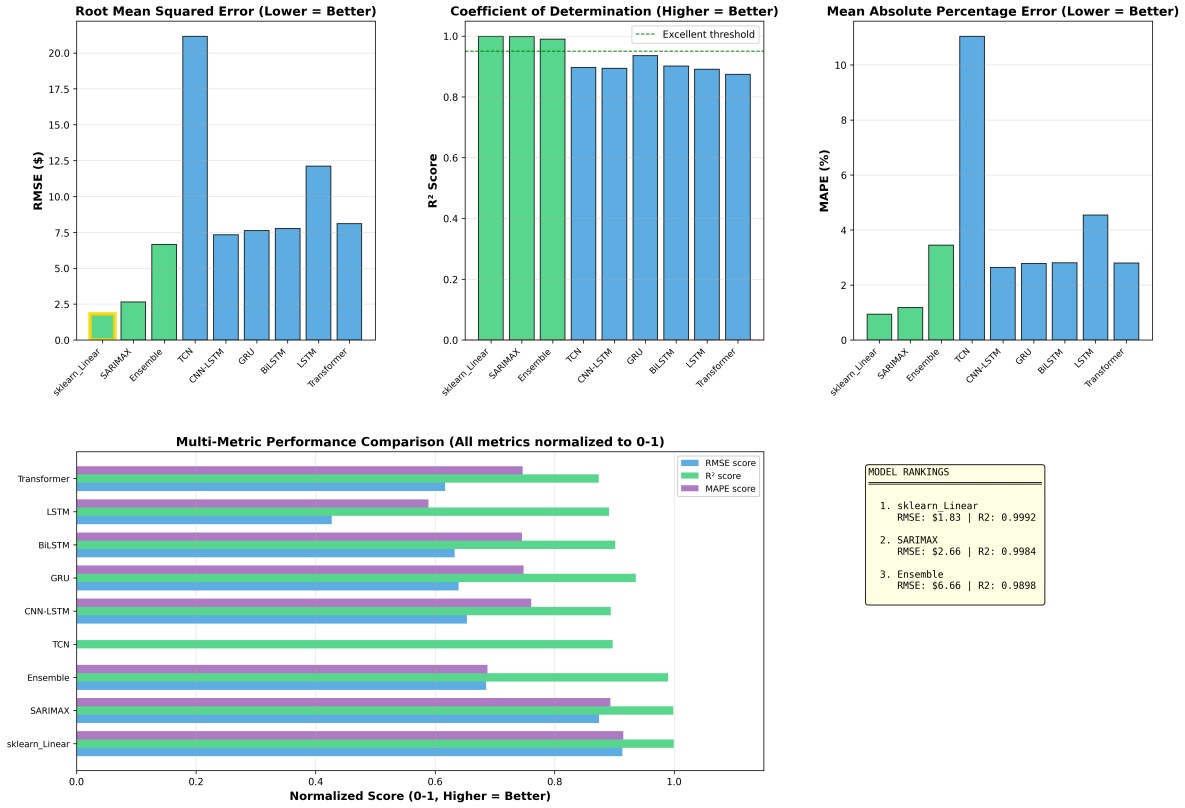 Root Mean Squared Error (Lower = Better)
RMSE ($)
20.0
17.5
15.0
12.5
10.0
7.5
5.0
2.5
0.0
sklearn_Linear
SARIMAX
Ensemble
TCN
CNN-LSTM
GRU
BiLSTM
LSTM
Transformer
Coefficient of Determination (Higher = Better)
Excellent threshold
R² Score
1.0
0.8
0.6
0.4
0.2
0.0
sklearn_Linear
SARIMAX
Ensemble
TCN
CNN-LSTM
GRU
BiLSTM
LSTM
Transformer
Mean Absolute Percentage Error (Lower = Better)
MAPE (%)
10
8
6
4
2
0
sklearn_Linear
SARIMAX
Ensemble
TCN
CNN-LSTM
GRU
BiLSTM
LSTM
Transformer
Multi-Metric Performance Comparison (All metrics normalized to 0-1)
RMSE score
R² score
MAPE score
Transformer
LSTM
BiLSTM
GRU
CNN-LSTM
TCN
Ensemble
SARIMAX
sklearn_Linear
0.0
0.2
0.4
0.6
0.8
1.0
Normalized Score (0-1, Higher = Better)
MODEL RANKINGS
1. sklearn_Linear
RMSE: $1.83 | R2: 0.9992
2. SARIMAX
RMSE: $2.66 | R2: 0.9984
3. Ensemble
RMSE: $6.66 | R2: 0.9898